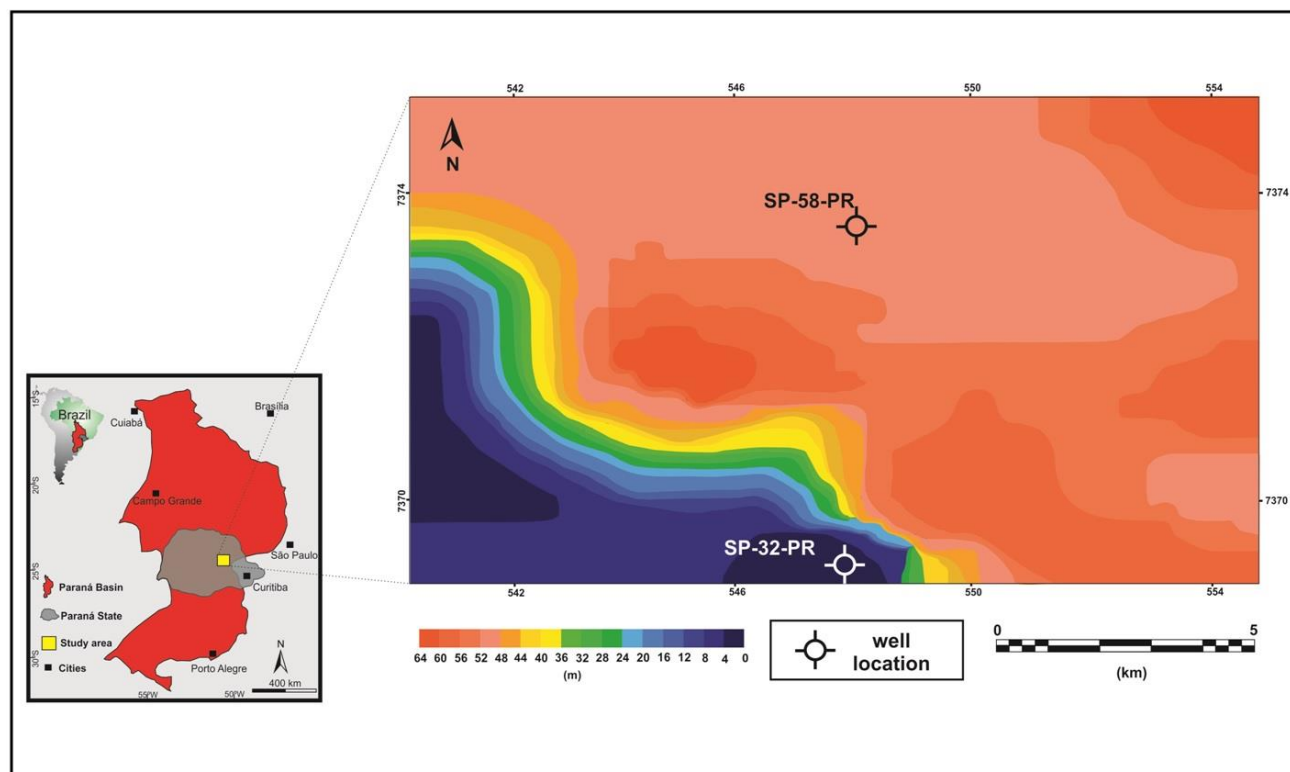 542 546 550 554
N
7374 7374
SP-58-PR
7370 7370
SP-32-PR
542 546 550 554
64 60 56 52 48 44 40 36 32 28 24 20 16 12 8 4 0
(m)
well
location
0 5
(km)
15°S
20°S
25°S
30°S
Brazil
Cuiabá
Brasília
Campo Grande
São Paulo
Curitiba
Paraná Basin
Paraná State
Study area
Cities
Porto Alegre
N
400 km
55°W 50°W